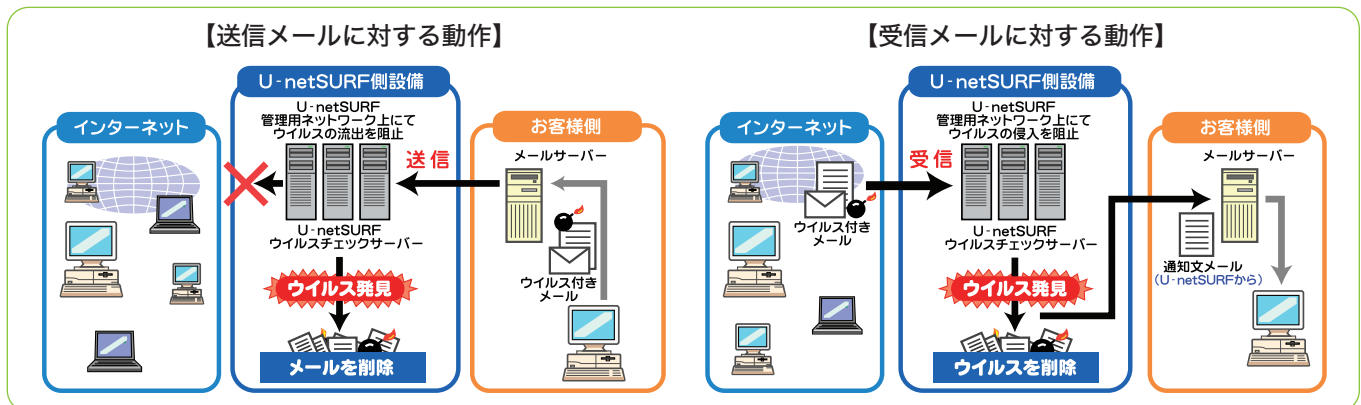 【送信メールに対する動作】
U-netSURF側設備
インターネット
U-netSURF
管理用ネットワーク上にて
ウイルスの流出を阻止
送信
お客様側
メールサーバー
U-netSURF
ウイルスチェックサーバー
ウイルス付き
メール
ウイルス発見
メールを削除
【受信メールに対する動作】
U-netSURF側設備
インターネット
U-netSURF
管理用ネットワーク上にて
ウイルスの侵入を阻止
受信
お客様側
メールサーバー
ウイルス付き
メール
U-netSURF
ウイルスチェックサーバー
通知文メール
(U-netSURFから)
ウイルス発見
ウイルスを削除